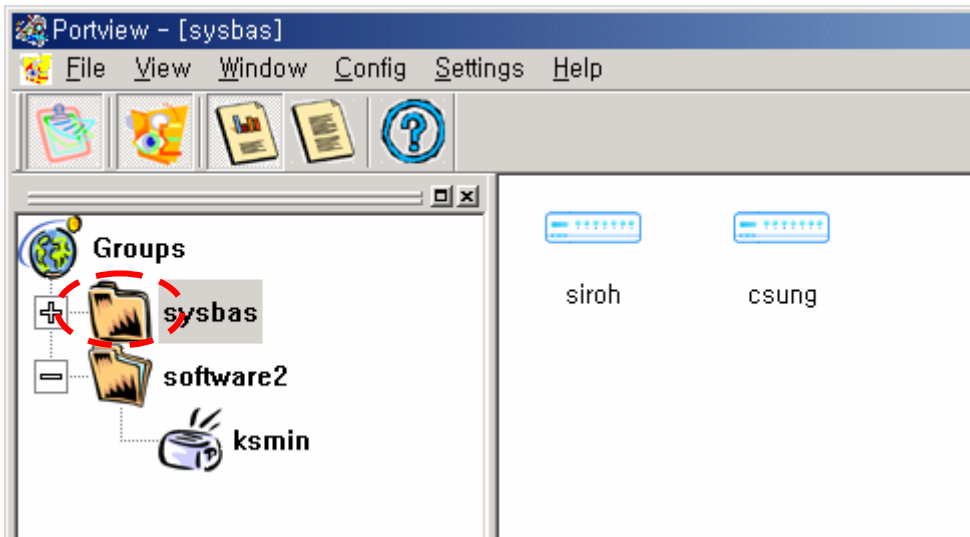 Portview - [sysbas]
File View Window Config Settings Help
Groups
sysbas
software2
ksmin
siroh csung